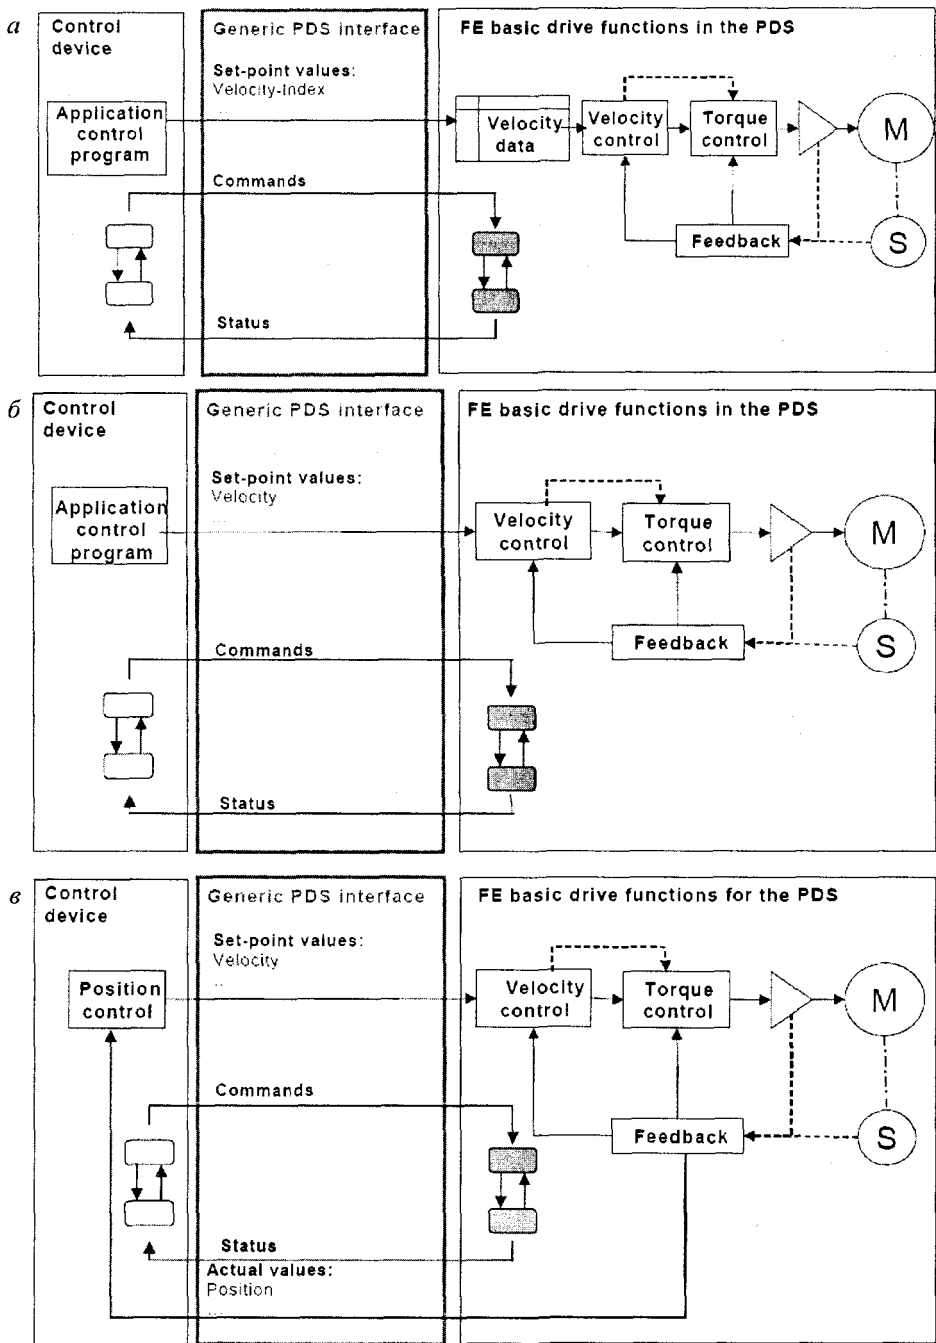 а
Control
device
Generic PDS interface
FE basic drive functions in the PDS
Set-point values:
Velocity-Index
...
Application
control
program
Velocity
data
Velocity
control
Torque
control
M
Commands
Feedback
S
Status
б
Control
device
Generic PDS interface
FE basic drive functions in the PDS
Set-point values:
Velocity
...
Application
control
program
Velocity
control
Torque
control
M
Commands
Feedback
S
Status
в
Control
device
Generic PDS interface
FE basic drive functions for the PDS
Set-point values:
Velocity
...
Position
control
Velocity
control
Torque
control
M
Commands
Feedback
S
Status
Actual values:
Position
...